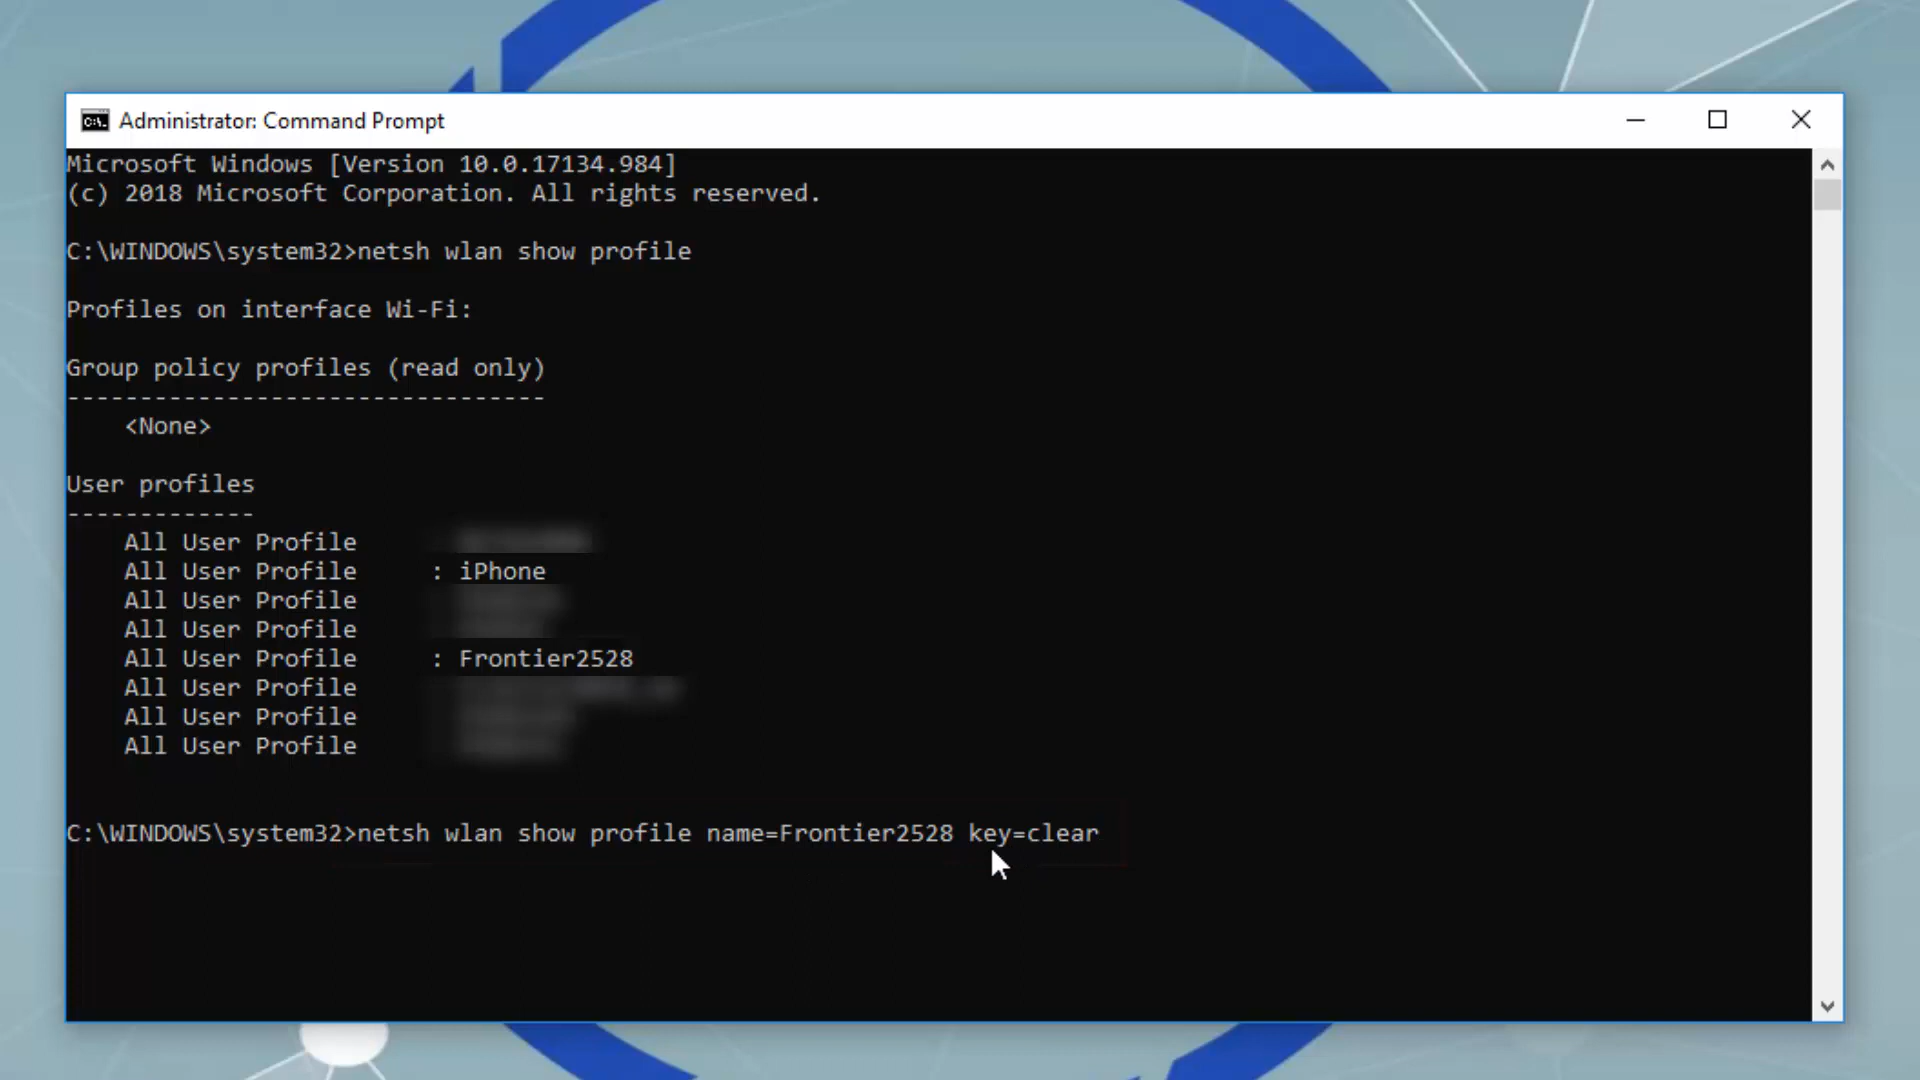 Administrator: Command Prompt
Microsoft Windows [Version 10.0.17134.984]
(c) 2018 Microsoft Corporation. All rights reserved.
C:\WINDOWS\system32>netsh wlan show profile
Profiles on interface Wi-Fi:
Group policy profiles (read only)
---------------------------------
<None>
User profiles
-------------
All User Profile
All User Profile     : iPhone
All User Profile
All User Profile
All User Profile     : Frontier2528
All User Profile
All User Profile
All User Profile
C:\WINDOWS\system32>netsh wlan show profile name=Frontier2528 key=clear